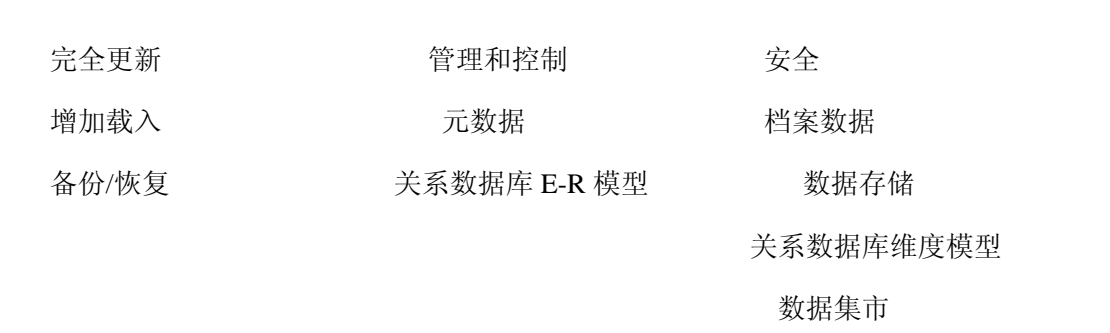 完全更新 管理和控制 安全
增加载入 元数据 档案数据
备份/恢复 关系数据库 E-R 模型 数据存储
关系数据库维度模型
数据集市